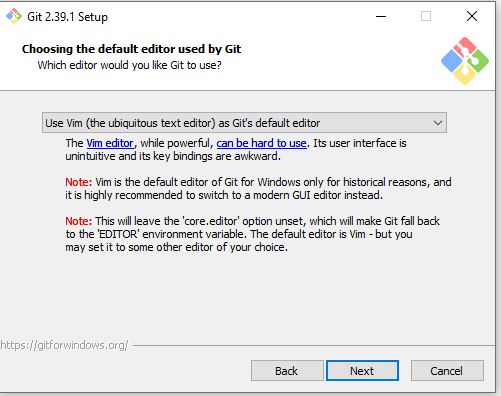 Git 2.39.1 Setup
Choosing the default editor used by Git
Which editor would you like Git to use?
Use Vim (the ubiquitous text editor) as Git's default editor
The Vim editor, while powerful, can be hard to use. Its user interface is
unintuitive and its key bindings are awkward.
Note: Vim is the default editor of Git for Windows only for historical reasons, and
it is highly recommended to switch to a modern GUI editor instead.
Note: This will leave the 'core.editor' option unset, which will make Git fall back
to the 'EDITOR' environment variable. The default editor is Vim - but you
may set it to some other editor of your choice.
https://gitforwindows.org/
Back
Next
Cancel